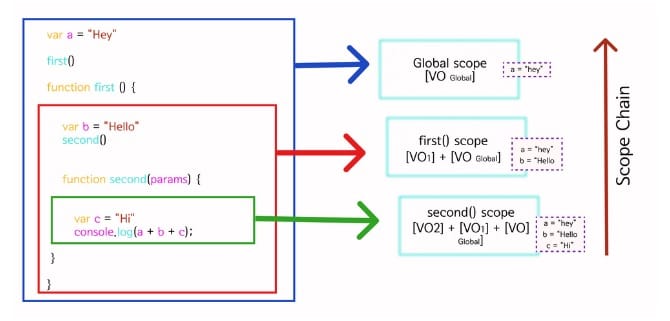 var a = "Hey"
first()
function first () {
var b = "Hello"
second()
function second(params) {
var c = "Hi"
console.log(a + b + c);
}
}
Global scope
[VO Global]
a = "hey"
first() scope
[VO1] + [VO Global]
a = "hey"
b = "Hello
second() scope
[VO2] + [VO1] + [VO]
Global]
a = "hey"
b = "Hello
c = "Hi"
Scope Chain